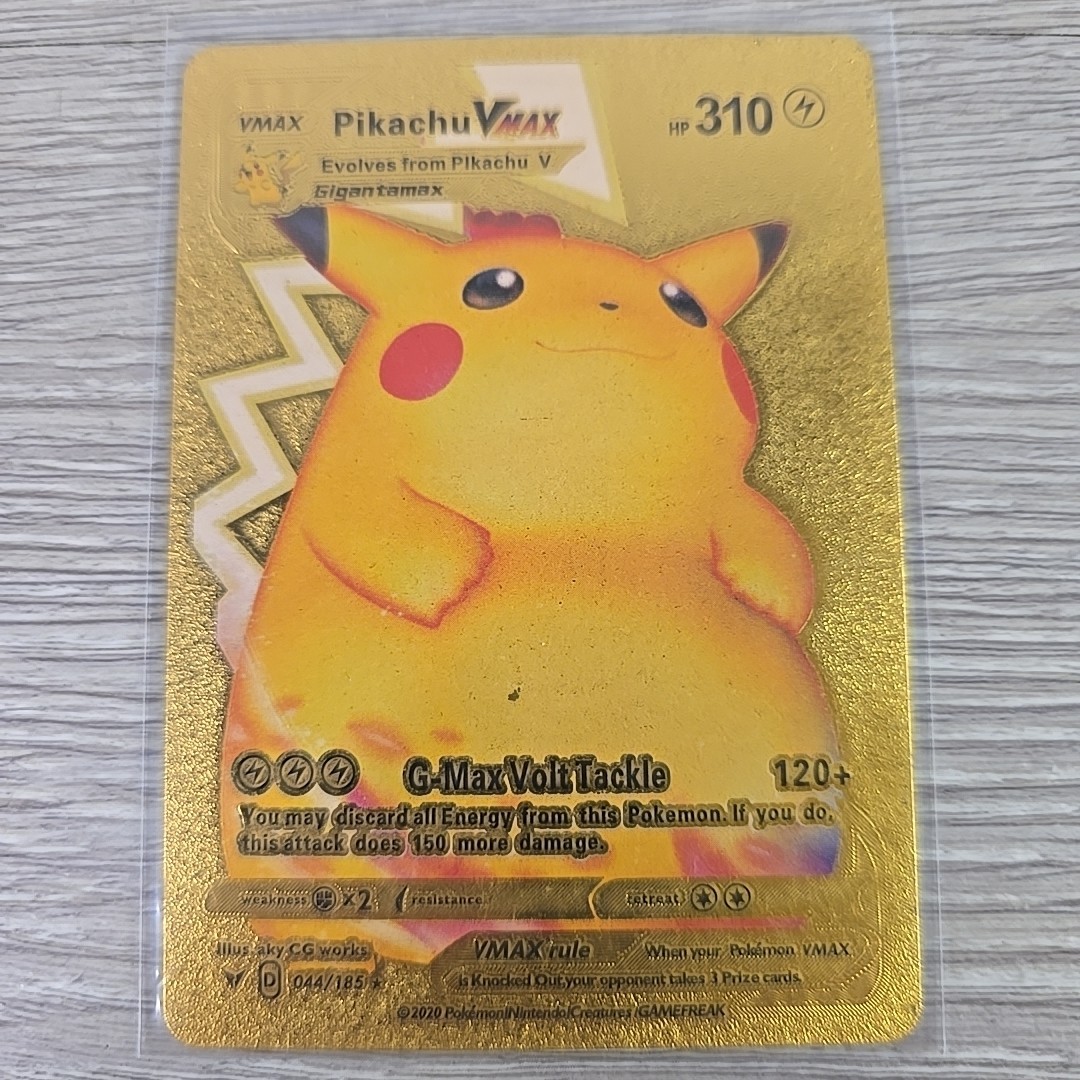 VMAX Pikachu VMAX HP 310
Evolves from Pikachu V
Gigantamax
G-Max Volt Tackle 120+
You may discard all Energy from this Pokemon. If you do,
this attack does 150 more damage.
weakness x2 resistance retreat
Illus aky CG works VMAX rule When your Pokémon VMAX
is Knocked Out,your opponent takes 3 Prize cards.
D 044/185 ★
©2020 Pokémon/Nintendo/Creatures/GAMEFREAK